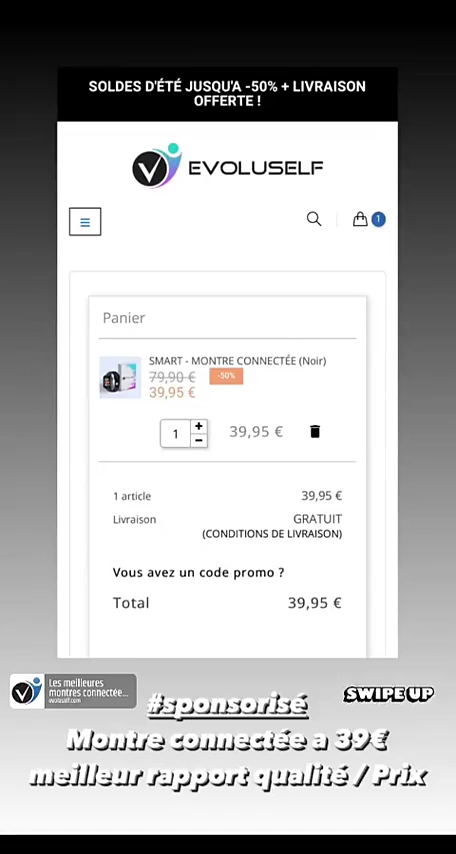 SOLDES D'ÉTÉ JUSQU'A -50% + LIVRAISON
OFFERTE !
EVOLUSELF
1
Panier
SMART - MONTRE CONNECTÉE (Noir)
79,90 € -50%
39,95 €
1 + − 39,95 €
1 article 39,95 €
Livraison GRATUIT
(CONDITIONS DE LIVRAISON)
Vous avez un code promo ?
Total 39,95 €
Les meilleures
montres connectée...
evoluself.com
SWIPE UP
#sponsorisé
Montre connectée a 39€
meilleur rapport qualité / Prix